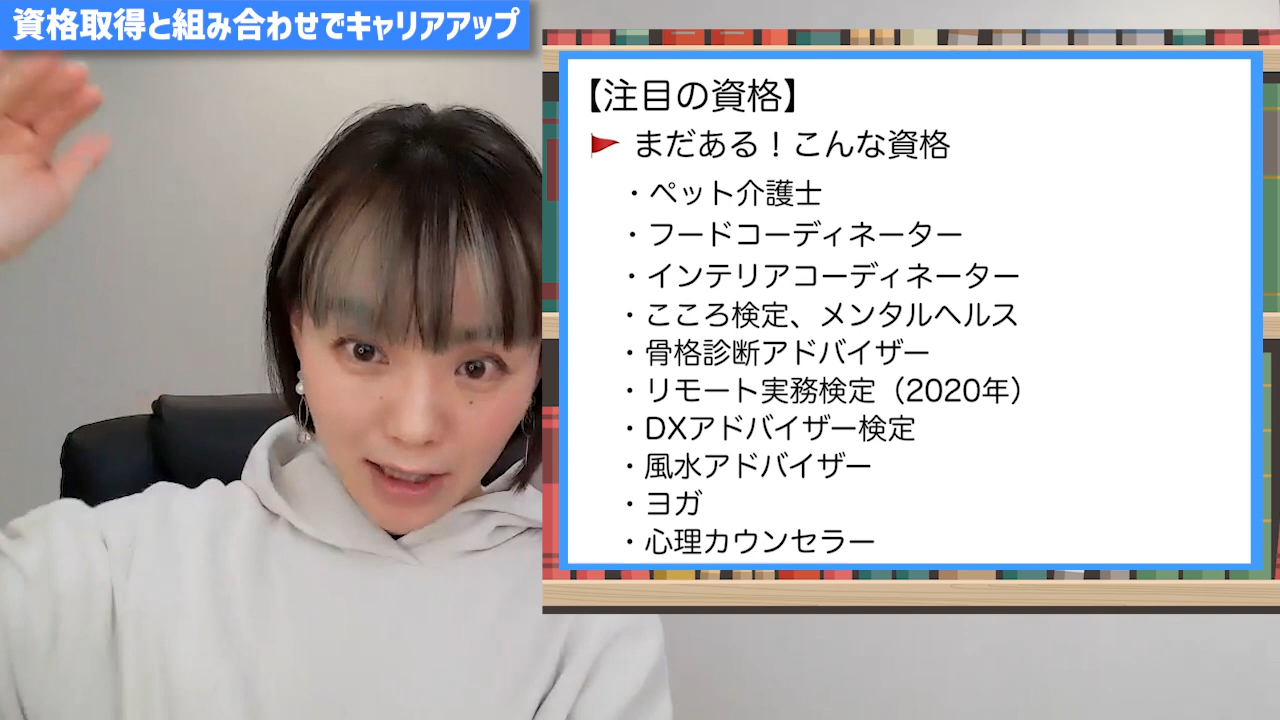 資格取得と組み合わせでキャリアアップ
【注目の資格】
まだある！こんな資格
・ペット介護士
・フードコーディネーター
・インテリアコーディネーター
・こころ検定、メンタルヘルス
・骨格診断アドバイザー
・リモート実務検定（2020年）
・DXアドバイザー検定
・風水アドバイザー
・ヨガ
・心理カウンセラー